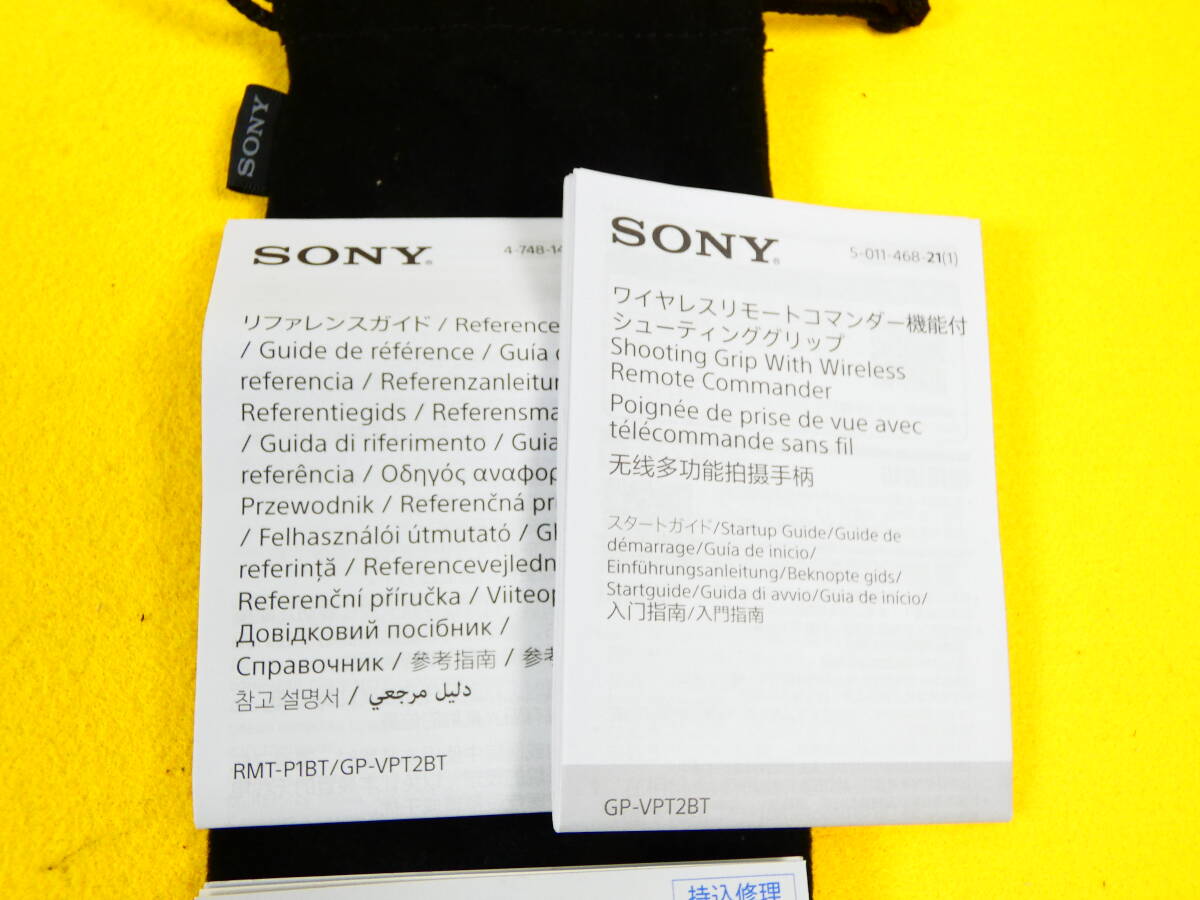 SONY
SONY
4-748-14
リファレンスガイド / Reference
/ Guide de référence / Guía
referencia / Referenzanleitun
Referentiegids / Referensma
/ Guida di riferimento / Guia
referência / Οδηγός αναφορ
Przewodnik / Referenčná pr
/ Felhasználói útmutató / Gh
referință / Referencevejledn
Referenční příručka / Viiteop
Довідковий посібник /
Справочник / 參考指南 / 参考
참고 설명서 / دليل مرجعي
RMT-P1BT/GP-VPT2BT
SONY
5-011-468-21(1)
ワイヤレスリモートコマンダー機能付
シューティンググリップ
Shooting Grip With Wireless
Remote Commander
Poignée de prise de vue avec
télécommande sans fil
无线多功能拍摄手柄
スタートガイド/Startup Guide/Guide de
démarrage/Guía de inicio/
Einführungsanleitung/Beknopte gids/
Startguide/Guida di avvio/Guia de início/
入门指南/入門指南
GP-VPT2BT
持込修理